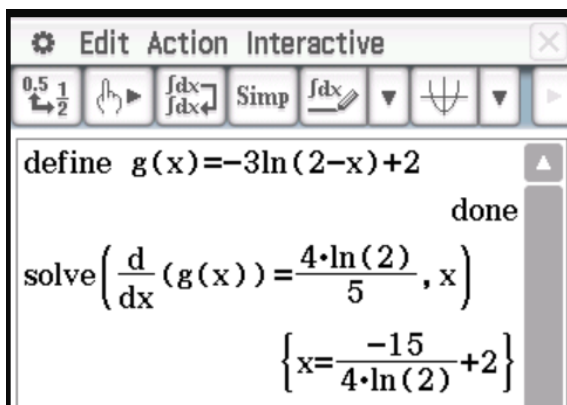 Edit Action Interactive
0.5 1/2 ∫dx ∫dx Simp ∫dx
define g(x)=-3ln(2-x)+2
done
solve(d/dx(g(x))=4·ln(2)/5,x)
{x=-15/(4·ln(2))+2}